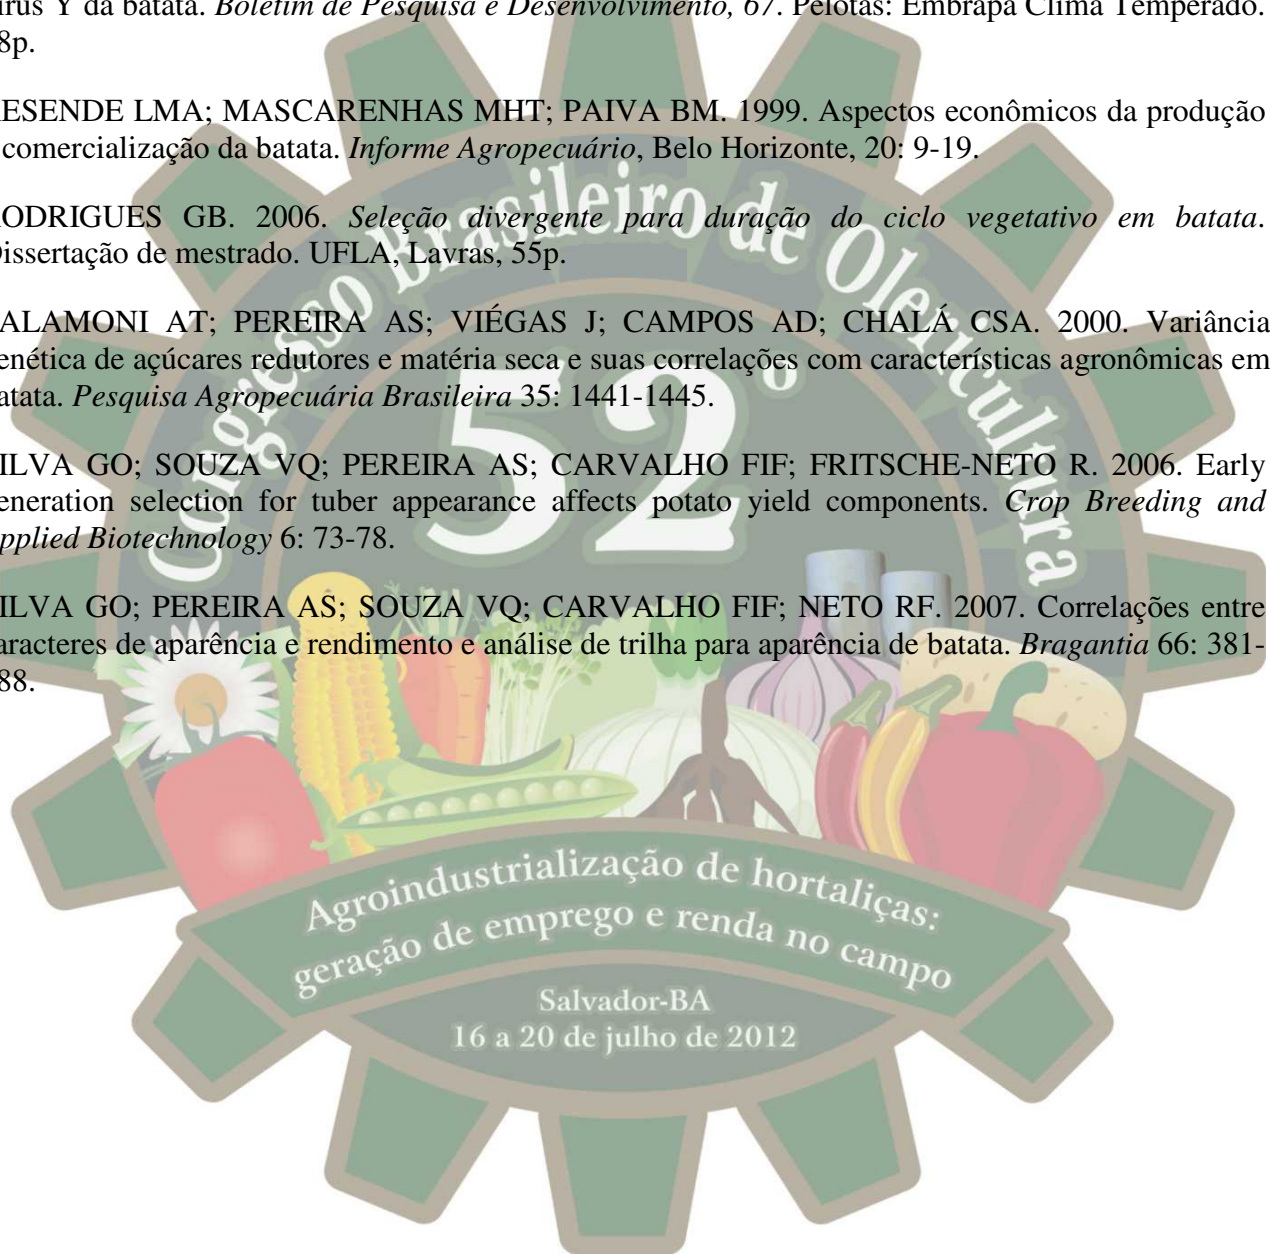 írus Y da batata. Boletim de Pesquisa e Desenvolvimento, 67. Pelotas: Embrapa Clima Temperado.
8p.
ESENDE LMA; MASCARENHAS MHT; PAIVA BM. 1999. Aspectos econômicos da produção
comercialização da batata. Informe Agropecuário, Belo Horizonte, 20: 9-19.
ODRIGUES GB. 2006. Seleção divergente para duração do ciclo vegetativo em batata.
Dissertação de mestrado. UFLA, Lavras, 55p.
ALAMONI AT; PEREIRA AS; VIÉGAS J; CAMPOS AD; CHALÁ CSA. 2000. Variância
enética de açúcares redutores e matéria seca e suas correlações com características agronômicas em
atata. Pesquisa Agropecuária Brasileira 35: 1441-1445.
ILVA GO; SOUZA VQ; PEREIRA AS; CARVALHO FIF; FRITSCHE-NETO R. 2006. Early
eneration selection for tuber appearance affects potato yield components. Crop Breeding and
pplied Biotechnology 6: 73-78.
ILVA GO; PEREIRA AS; SOUZA VQ; CARVALHO FIF; NETO RF. 2007. Correlações entre
aracteres de aparência e rendimento e análise de trilha para aparência de batata. Bragantia 66: 381-
88.
Congresso Brasileiro de Olericultura
52º
Agroindustrialização de hortaliças:
geração de emprego e renda no campo
Salvador-BA
16 a 20 de julho de 2012